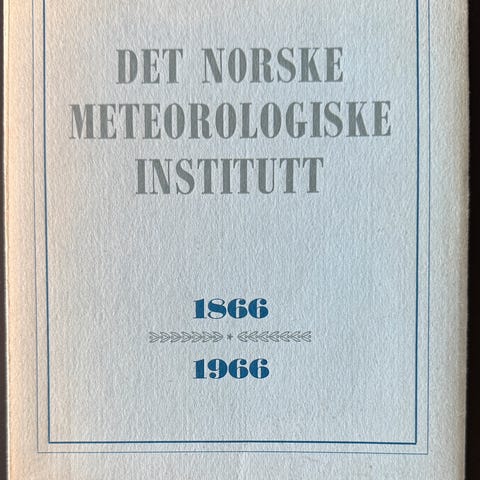 DET NORSKE
METEOROLOGISKE
INSTITUTT
1866
1966